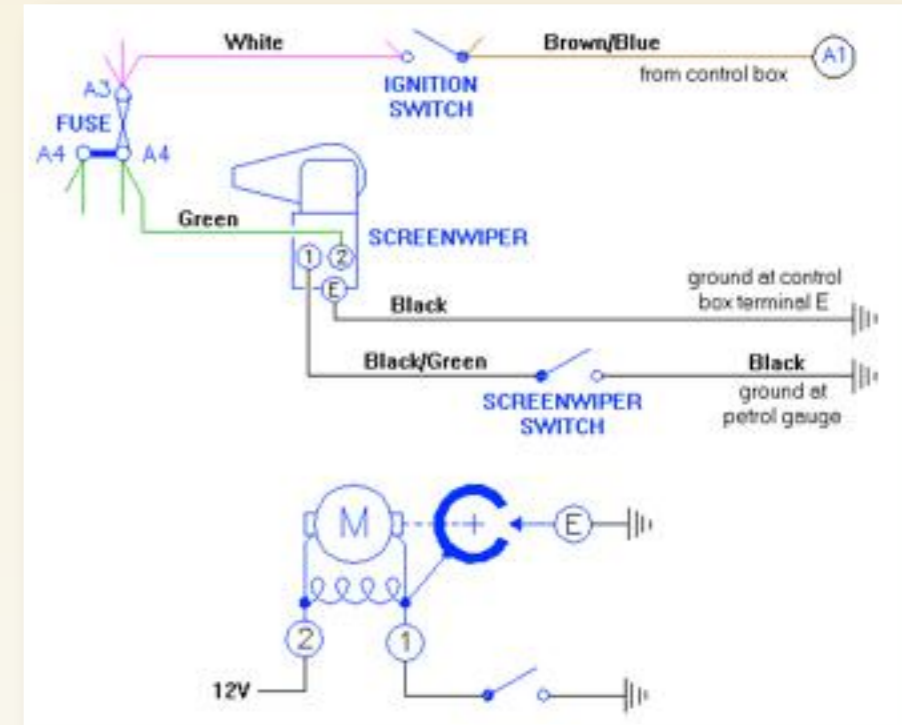 White
Brown/Blue
A1
IGNITION
SWITCH
from control box
A3
FUSE
A4
A4
Green
SCREENWIPER
1
2
E
Black
ground at control
box terminal E
Black/Green
Black
SCREENWIPER
SWITCH
ground at
petrol gauge
M
E
2
1
12V